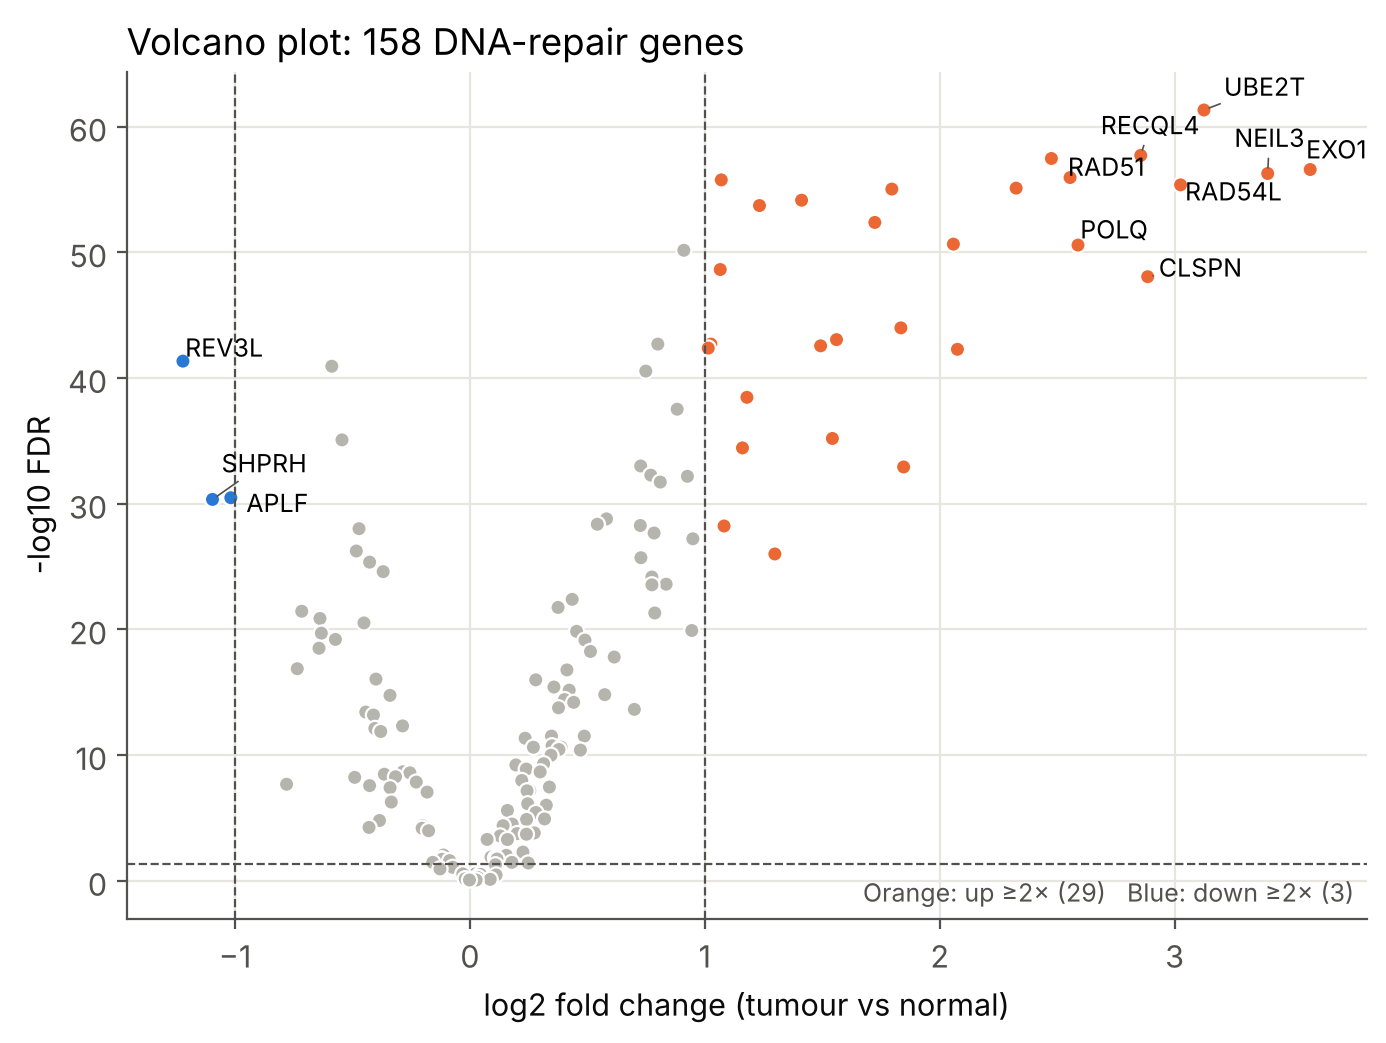 Volcano plot: 158 DNA-repair genes
UBE2T
RECQL4
NEIL3
EXO1
RAD51
RAD54L
POLQ
CLSPN
REV3L
SHPRH
APLF
60
50
40
30
20
10
0
-log10 FDR
Orange: up ≥2× (29) Blue: down ≥2× (3)
−1 0 1 2 3
log2 fold change (tumour vs normal)